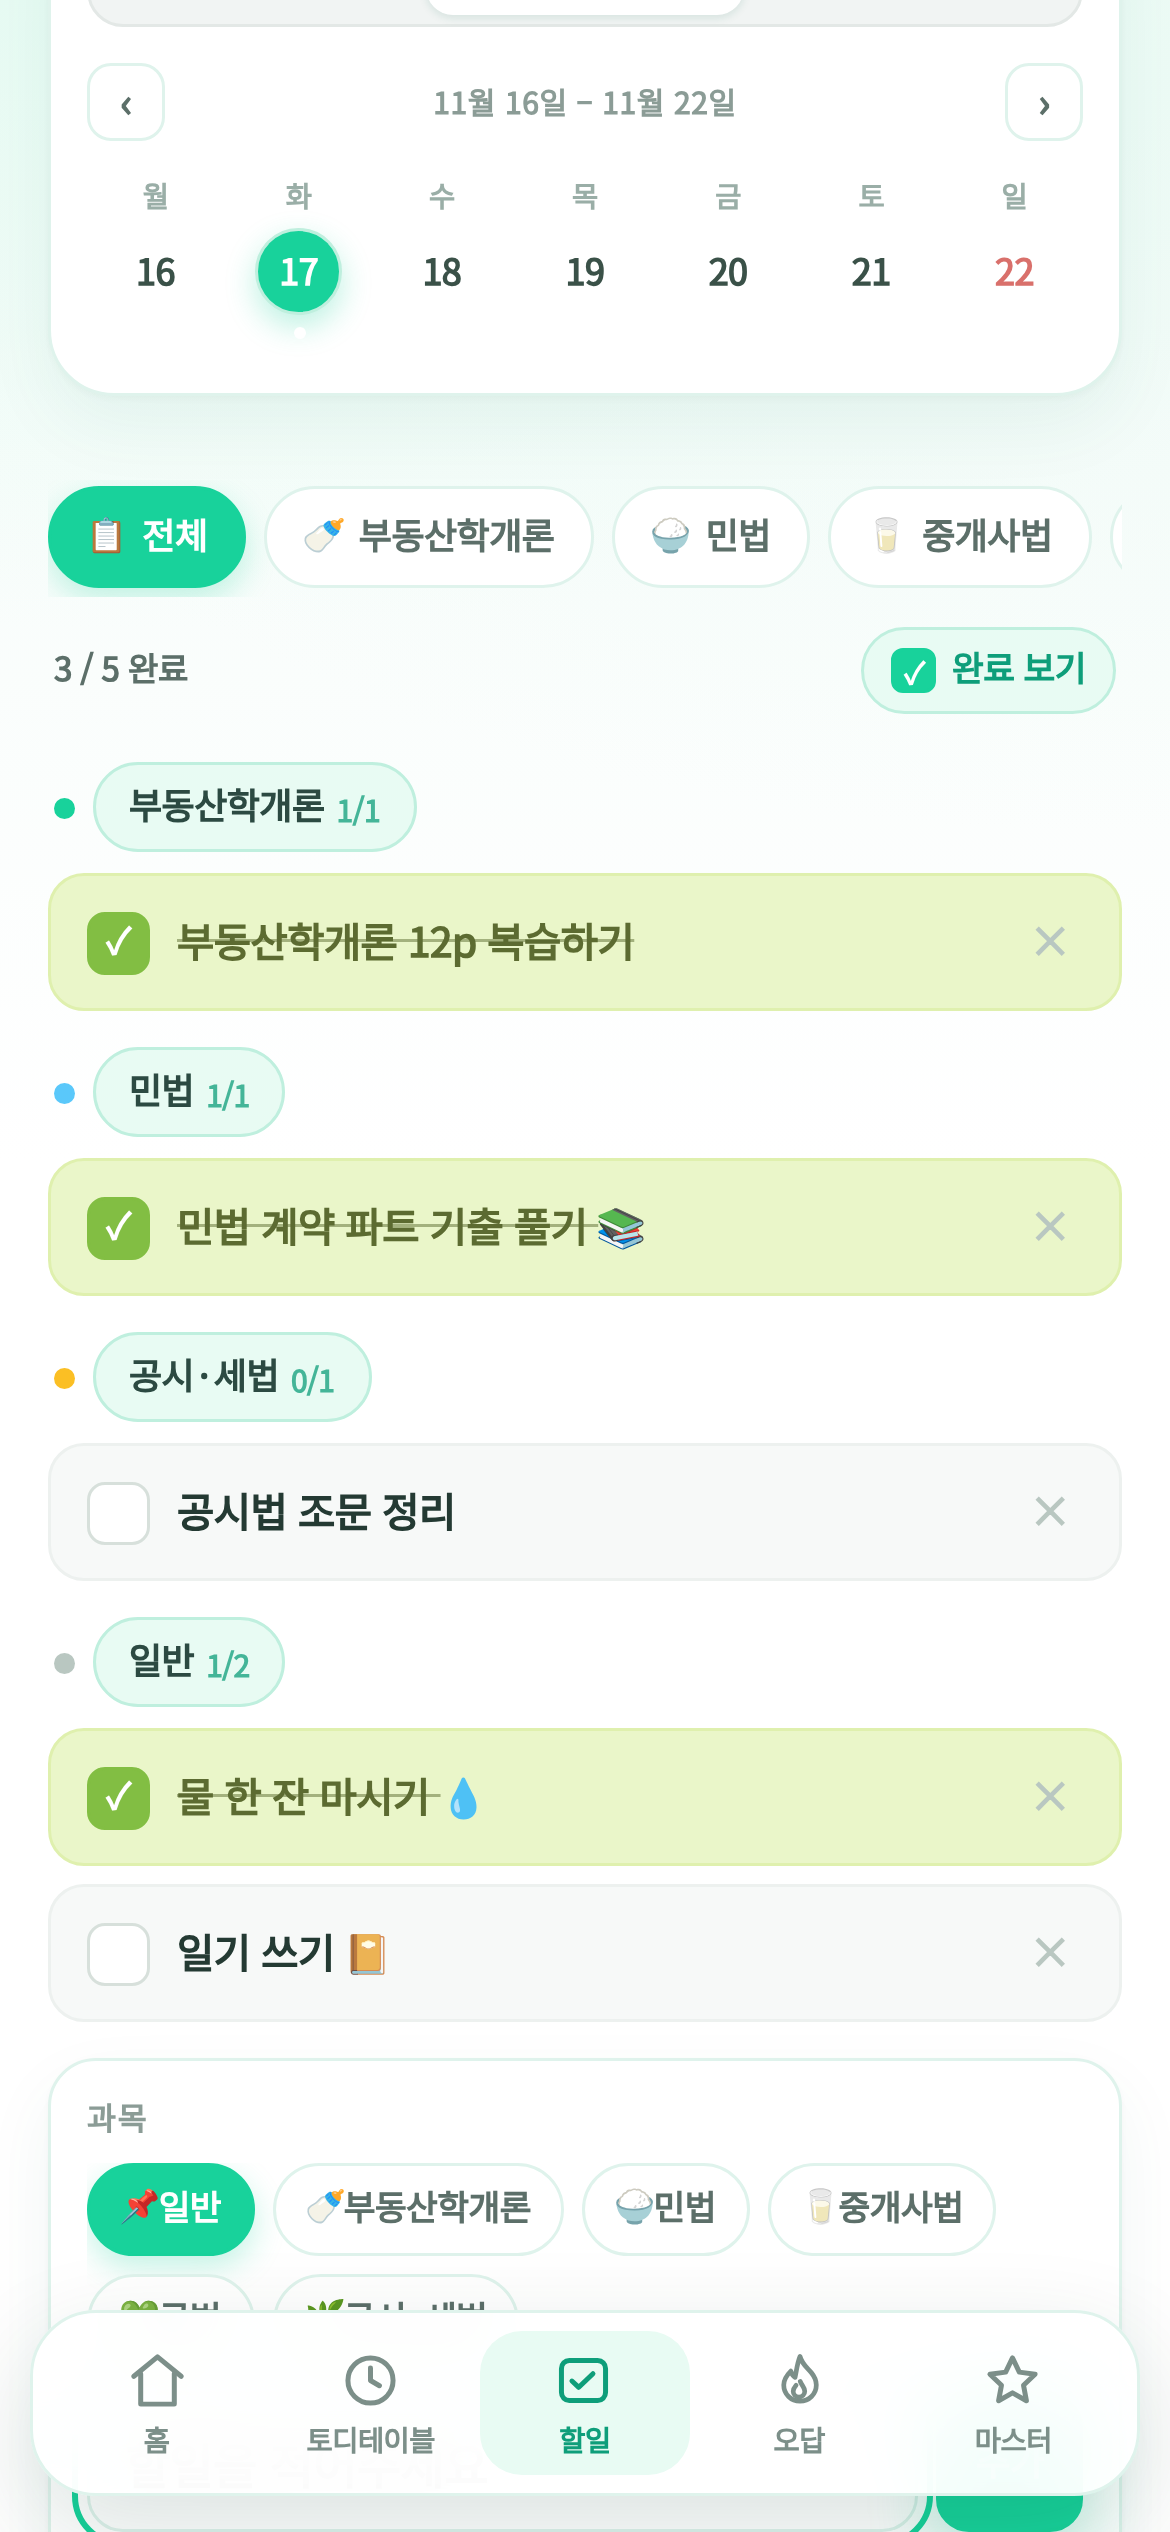 ‹ 11월 16일 – 11월 22일 ›
월 화 수 목 금 토 일
16 17 18 19 20 21 22
📋 전체 🍼 부동산학개론 🍚 민법 🥛 중개사법
3 / 5 완료 ✓ 완료 보기
부동산학개론 1/1
✓ 부동산학개론 12p 복습하기 ✕
민법 1/1
✓ 민법 계약 파트 기출 풀기 📚 ✕
공시·세법 0/1
공시법 조문 정리 ✕
일반 1/2
✓ 물 한 잔 마시기 💧 ✕
일기 쓰기 📔 ✕
과목
📌일반 🍼부동산학개론 🍚민법 🥛중개사법
홈 토디테이블 할일 오답 마스터